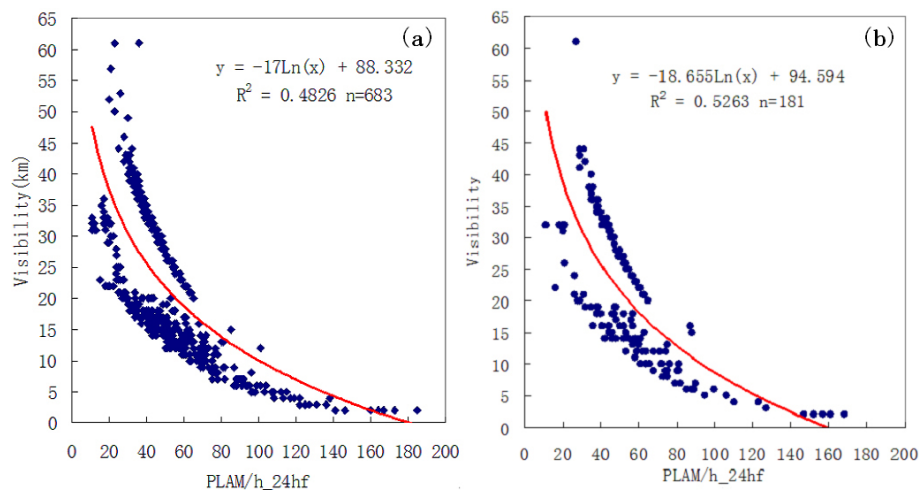 (a)
y = -17Ln(x) + 88.332
R² = 0.4826 n=683
Visibility(km)
65
60
55
50
45
40
35
30
25
20
15
10
5
0
0 20 40 60 80 100 120 140 160 180 200
PLAM/h_24hf
(b)
y = -18.655Ln(x) + 94.594
R² = 0.5263 n=181
Visibility
65
60
55
50
45
40
35
30
25
20
15
10
5
0
0 20 40 60 80 100 120 140 160 180 200
PLAM/h_24hf